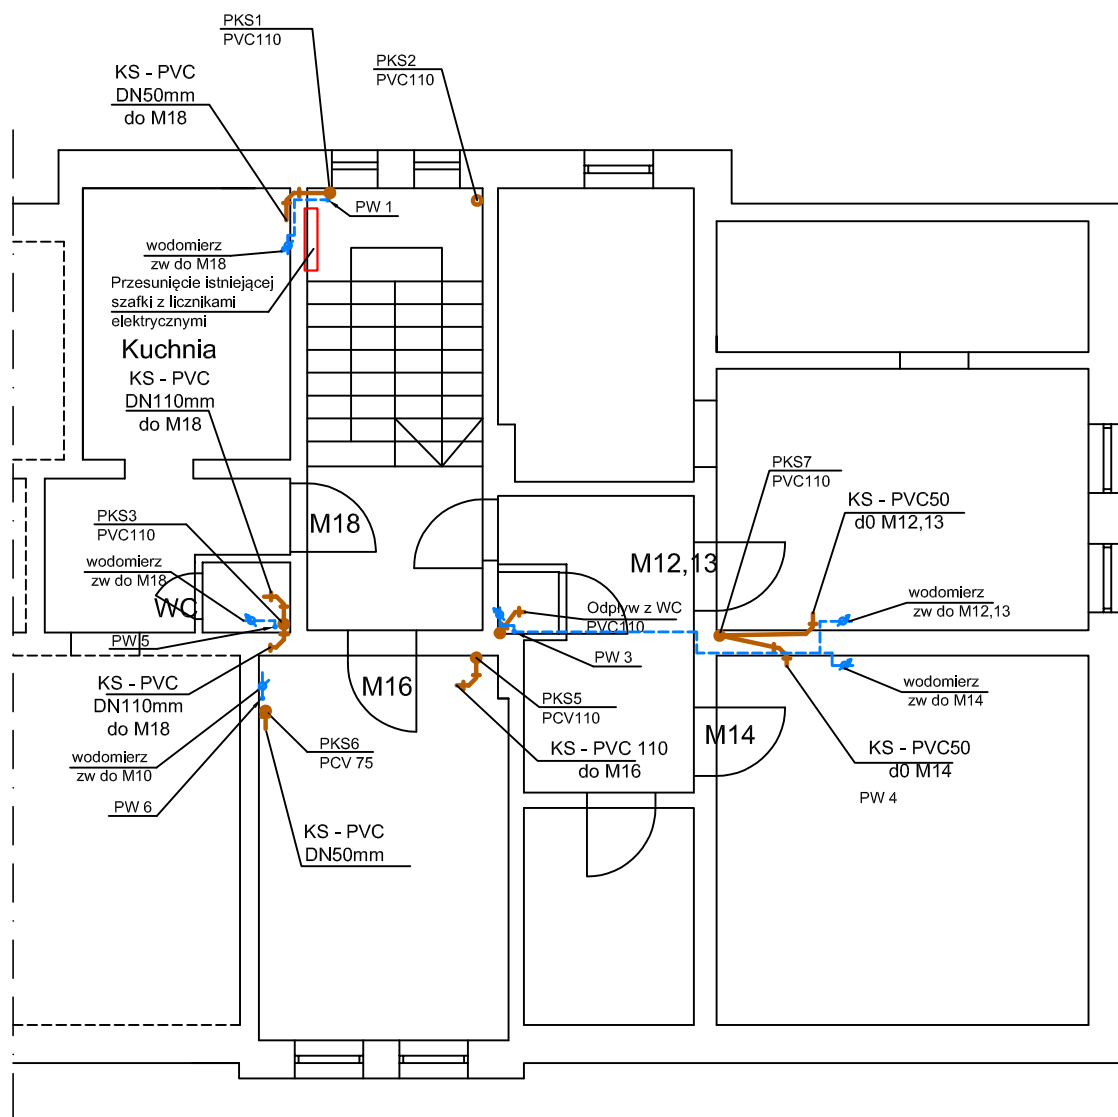 PKS1
PVC110
PKS2
PVC110
KS - PVC
DN50mm
do M18
PW 1
wodomierz
zw do M18
Przesunięcie istniejącej
szafki z licznikami
elektrycznymi
Kuchnia
KS - PVC
DN110mm
do M18
PKS7
PVC110
KS - PVC50
d0 M12,13
PKS3
PVC110
M18
wodomierz
zw do M18
M12,13
WC
Odpływ z WC
PVC110
wodomierz
zw do M12,13
PW 5
PW 3
KS - PVC
DN110mm
do M18
M16
PKS5
PCV110
wodomierz
zw do M14
M14
PKS6
PCV 75
KS - PVC 110
do M16
KS - PVC50
d0 M14
wodomierz
zw do M10
PW 4
PW 6
KS - PVC
DN50mm